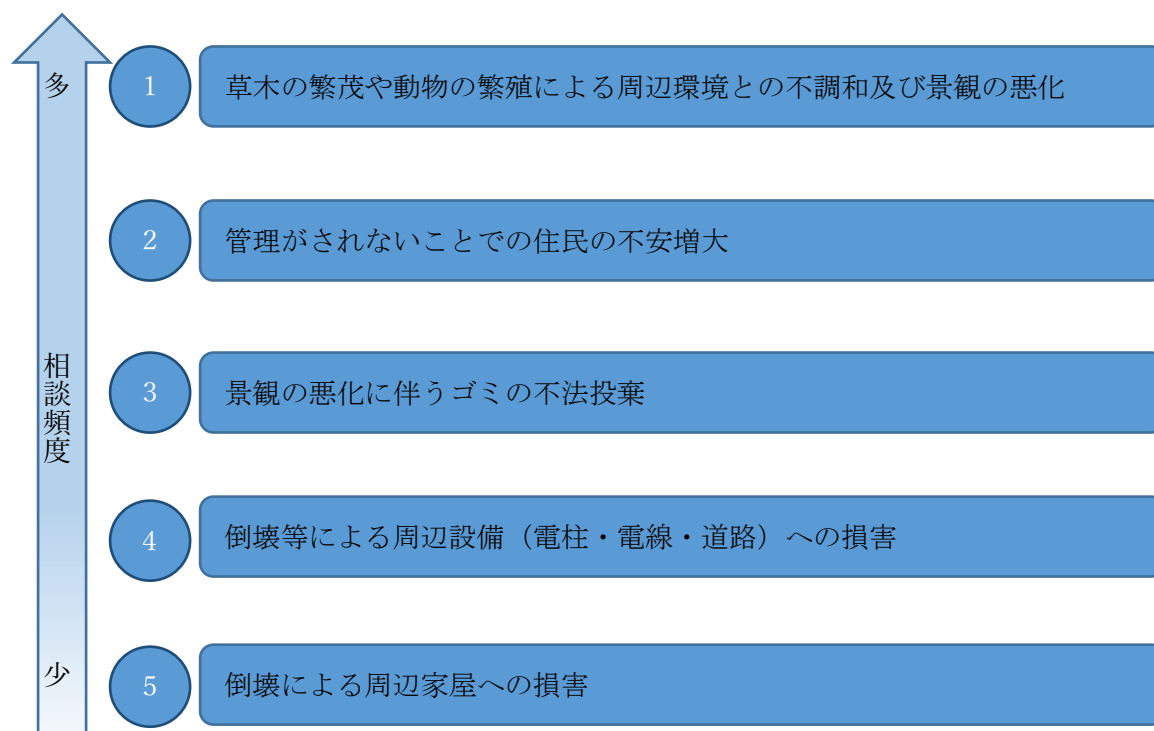 多
1
草木の繁茂や動物の繁殖による周辺環境との不調和及び景観の悪化
2
管理がされないことでの住民の不安増大
相談頻度
3
景観の悪化に伴うゴミの不法投棄
4
倒壊等による周辺設備（電柱・電線・道路）への損害
少
5
倒壊による周辺家屋への損害